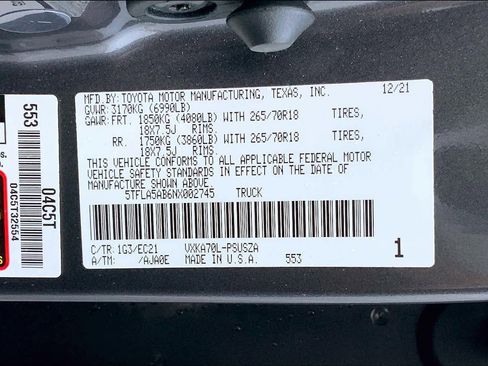 MFD.BY:TOYOTA MOTOR MANUFACTURING, TEXAS, INC. 12/21
GVWR: 3170KG (6990LB)
GAWR:FRT. 1850KG (4080LB) WITH 265/70R18 TIRES,
18X7.5J RIMS.
RR. 1750KG (3860LB) WITH 265/70R18 TIRES,
18X7.5J RIMS.
THIS VEHICLE CONFORMS TO ALL APPLICABLE FEDERAL MOTOR
VEHICLE SAFETY STANDARDS IN EFFECT ON THE DATE OF
MANUFACTURE SHOWN ABOVE.
5TFLA5AB6NX002745 TRUCK
C/TR:1G3/EC21 VXKA70L-PSUSZA
A/TM: /AJA0E MADE IN U.S.A. 553
1
553
04C5T
04C5732554